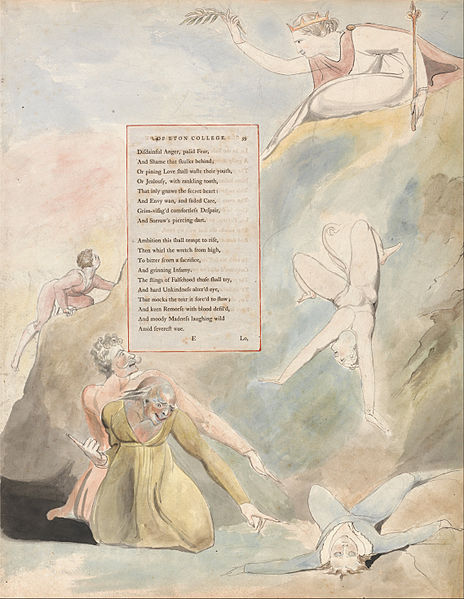 7
OF ETON COLLEGE. 59
Disdainful Anger, palid Fear,
And Shame that sculks behind;
Or pining Love shall waste their youth,
Or Jealousy, with rankling tooth,
That inly gnaws the secret heart:
And Envy wan, and faded Care,
Grim-visag'd comfortless Despair,
And Sorrow's piercing dart.
Ambition this shall tempt to rise,
Then whirl the wretch from high,
To bitter scorn a sacrifice,
And grinning Infamy.
The stings of Falsehood those shall try,
And hard Unkindness alter'd eye,
That mocks the tear it forc'd to flow;
And keen Remorse with blood defil'd,
And moody Madness laughing wild
Amid severest woe.
E Lo,